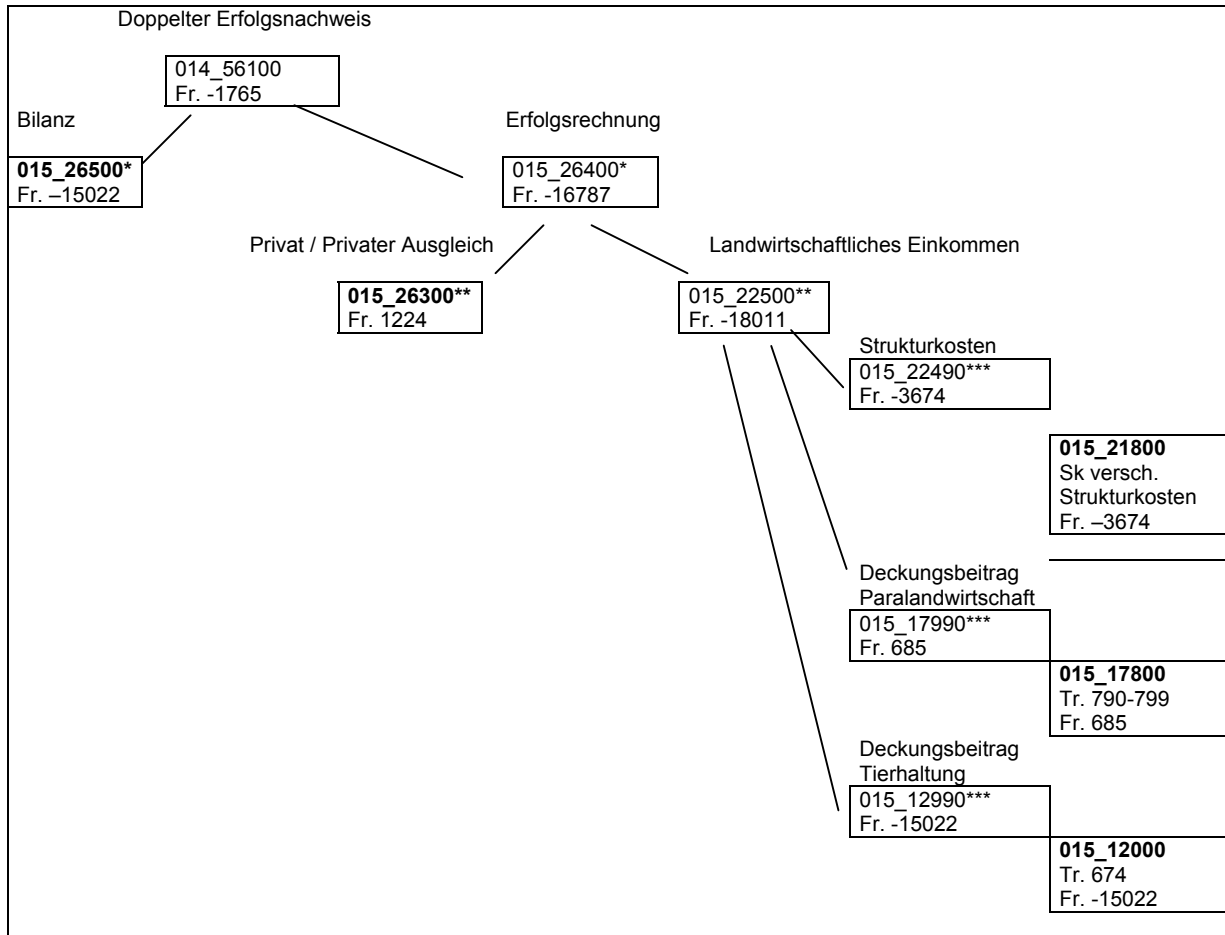 Doppelter Erfolgsnachweis
014_56100
Fr. -1765
Bilanz
Erfolgsrechnung
015_26500*
Fr. –15022
015_26400*
Fr. -16787
Privat / Privater Ausgleich
Landwirtschaftliches Einkommen
015_26300**
Fr. 1224
015_22500**
Fr. -18011
Strukturkosten
015_22490***
Fr. -3674
015_21800
Sk versch.
Strukturkosten
Fr. –3674
Deckungsbeitrag
Paralandwirtschaft
015_17990***
Fr. 685
015_17800
Tr. 790-799
Fr. 685
Deckungsbeitrag
Tierhaltung
015_12990***
Fr. -15022
015_12000
Tr. 674
Fr. -15022